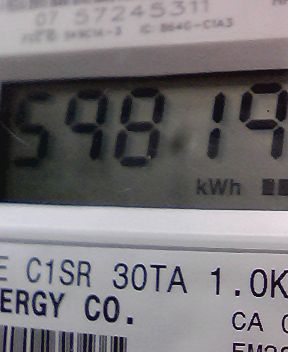 07 57245311
59819
kWh
E C1SR 30TA 1.0K
ERGY CO.
CA